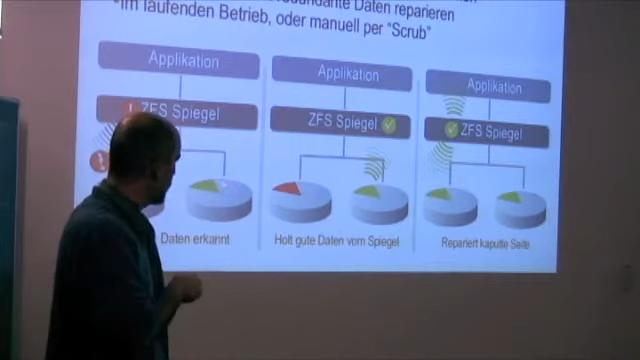 redundante Daten reparieren
"Im laufenden Betrieb, oder manuell per "Scrub"
Applikation
Applikation
Applikation
! ZFS Spiegel
ZFS Spiegel
ZFS Spiegel
Daten erkannt
Holt gute Daten vom Spiegel
Repariert kaputte Seite